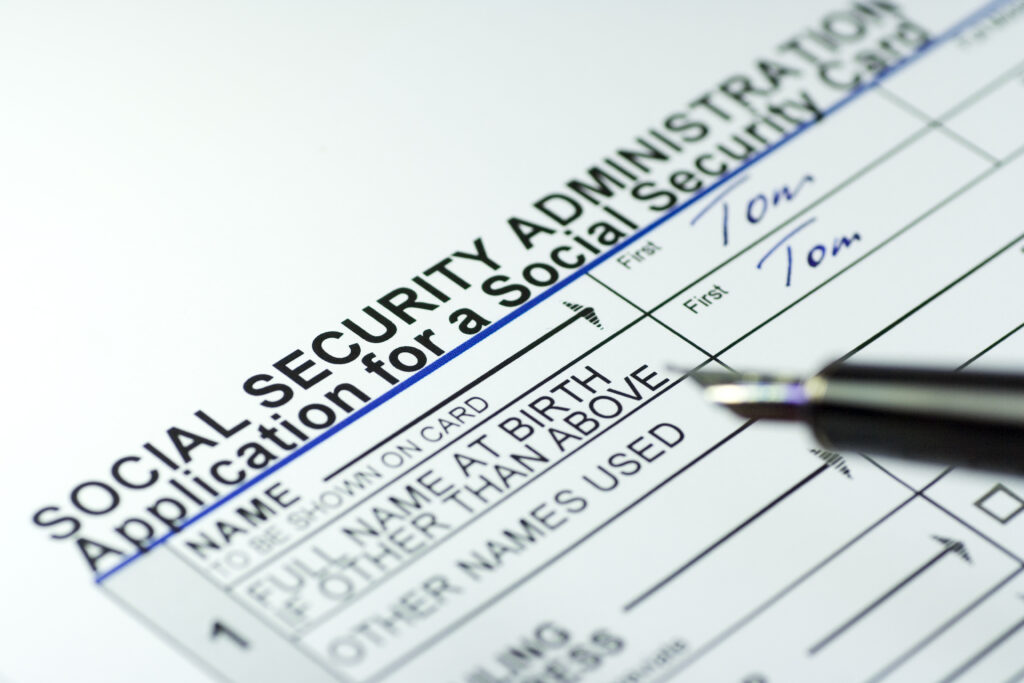 SOCIAL SECURITY ADMINISTRATION
Application for a Social Security Card
NAME
TO BE SHOWN ON CARD
First
Tom
FULL NAME AT BIRTH
IF OTHER THAN ABOVE
First
Tom
OTHER NAMES USED
1